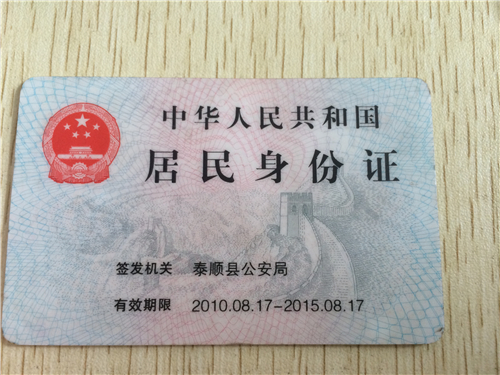 中华人民共和国
居民身份证
签发机关 泰顺县公安局
有效期限 2010.08.17-2015.08.17